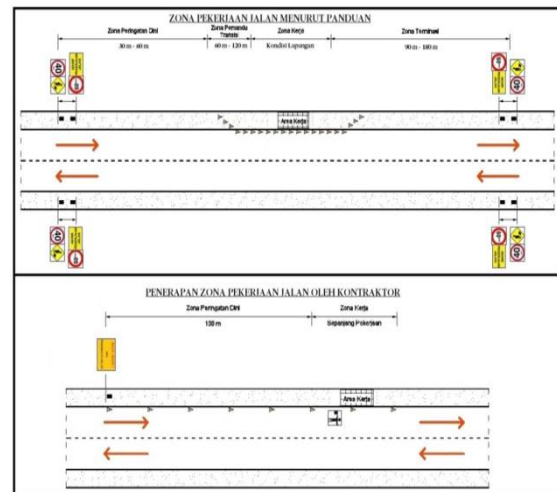 ZONA PEKERJAAN JALAN MENURUT PANDUAN
Zona Peringatan Dini
Zona Pemandu Transisi
Zona Kerja
Zona Terminasi
30 m - 60 m
60 m - 120 m
Kondisi Lapangan
90 m - 180 m
40
40
Area Kerja
40
40
PENERAPAN ZONA PEKERJAAN JALAN OLEH KONTRAKTOR
Zona Peringatan Dini
Zona Kerja
Sepanjang Pekerjaan
Area Kerja